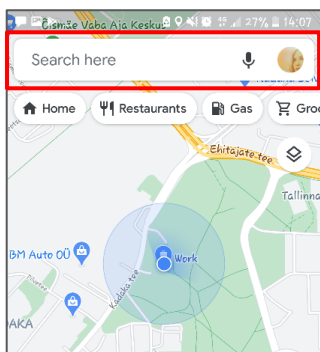 Õismäe Vaba Aja Keskus 27% 14:07
Search here
Home Restaurants Gas Groc
Ehitajate tee
Tallinna
BM Auto OÜ
Work
Kadaka tee
AKA